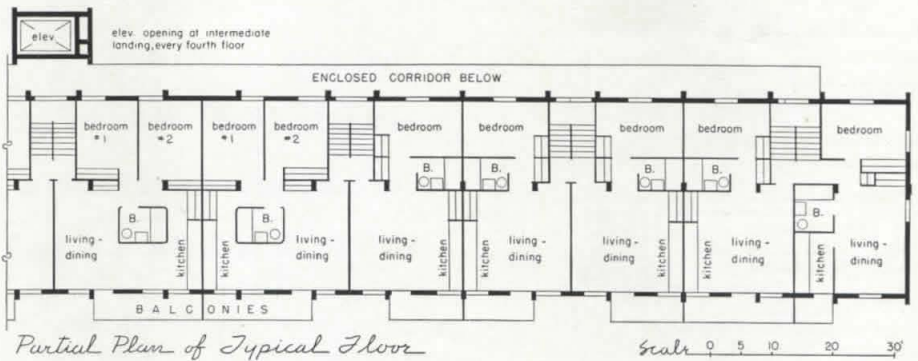 elev.
elev. opening at intermediate
landing, every fourth floor
ENCLOSED CORRIDOR BELOW
bedroom
#1
bedroom
#2
bedroom
#1
bedroom
#2
bedroom
bedroom
bedroom
bedroom
bedroom
B.
B.
B.
B.
B.
B.
B.
living-
dining
kitchen
kitchen
living-
dining
living-
dining
kitchen
kitchen
living-
dining
living-
dining
kitchen
kitchen
living-
dining
kitchen
living-
dining
BALCONIES
Partial Plan of Typical Floor
Scale 0 5 10 20 30'